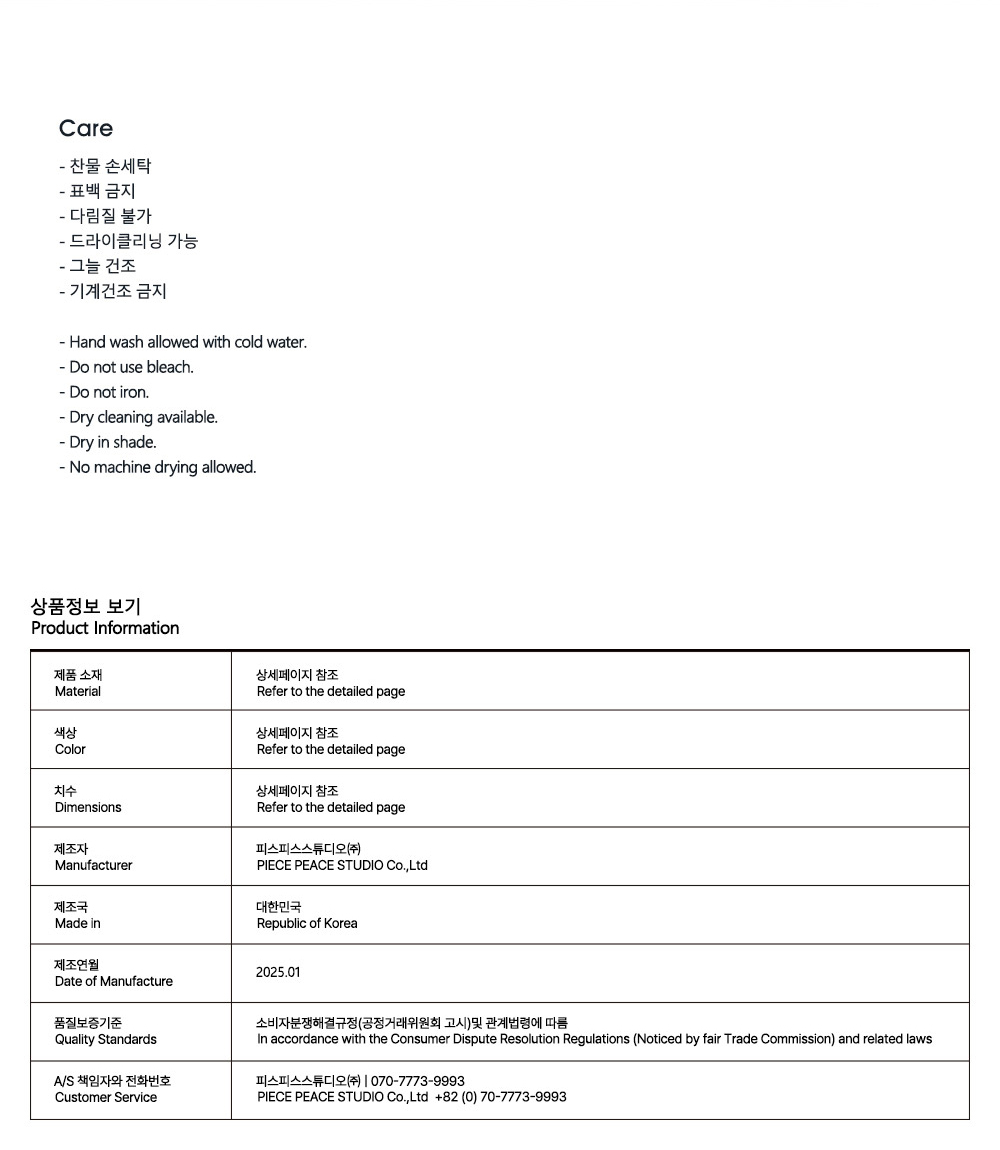 Care
- 찬물 손세탁
- 표백 금지
- 다림질 불가
- 드라이클리닝 가능
- 그늘 건조
- 기계건조 금지
- Hand wash allowed with cold water.
- Do not use bleach.
- Do not iron.
- Dry cleaning available.
- Dry in shade.
- No machine drying allowed.
상품정보 보기
Product Information
제품 소재
Material
상세페이지 참조
Refer to the detailed page
색상
Color
상세페이지 참조
Refer to the detailed page
치수
Dimensions
상세페이지 참조
Refer to the detailed page
제조자
Manufacturer
피스피스스튜디오㈜
PIECE PEACE STUDIO Co.,Ltd
제조국
Made in
대한민국
Republic of Korea
제조연월
Date of Manufacture
2025.01
품질보증기준
Quality Standards
소비자분쟁해결규정(공정거래위원회 고시)및 관계법령에 따름
In accordance with the Consumer Dispute Resolution Regulations (Noticed by fair Trade Commission) and related laws
A/S 책임자와 전화번호
Customer Service
피스피스스튜디오㈜ | 070-7773-9993
PIECE PEACE STUDIO Co.,Ltd +82 (0) 70-7773-9993